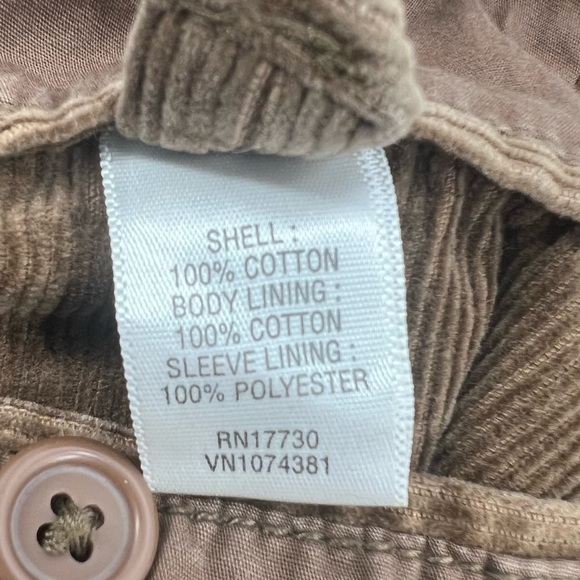 SHELL :
100% COTTON
BODY LINING :
100% COTTON
SLEEVE LINING :
100% POLYESTER
RN17730
VN1074381